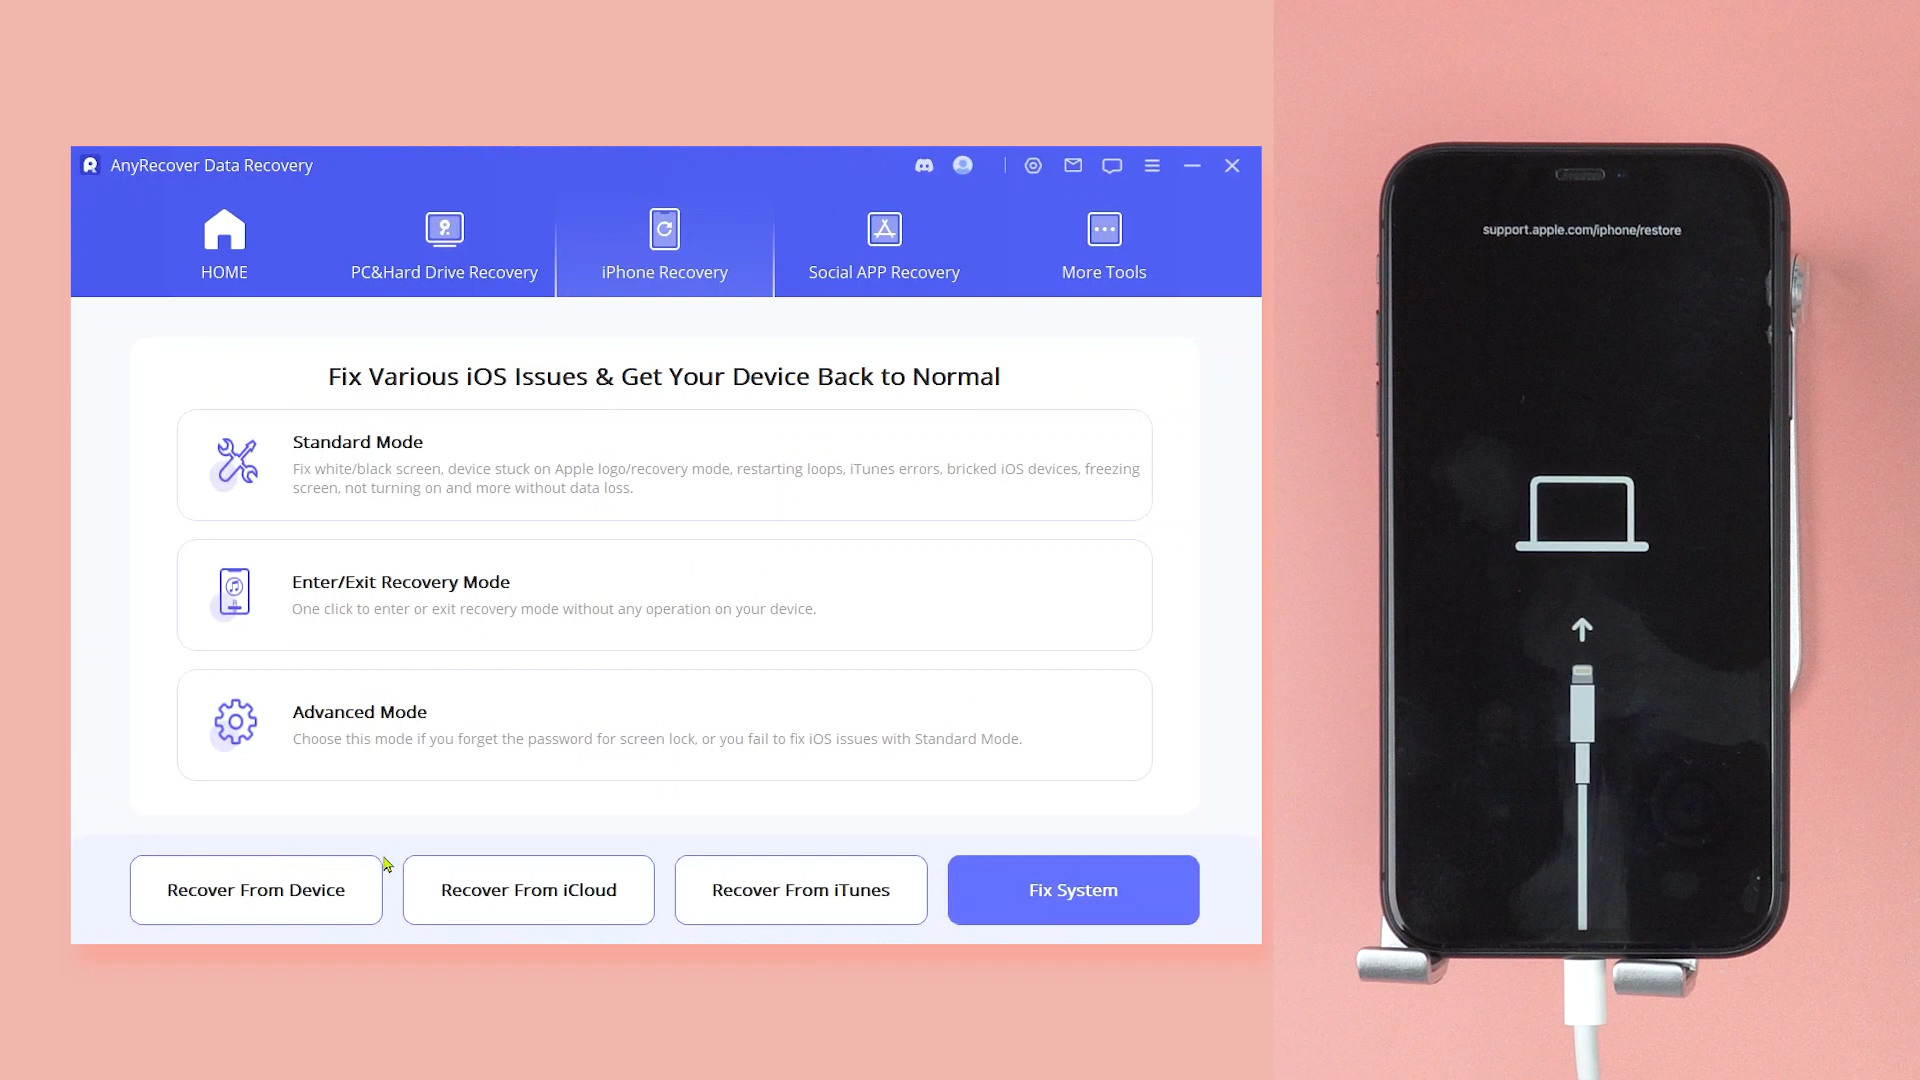 AnyRecover Data Recovery
HOME
PC&Hard Drive Recovery
iPhone Recovery
Social APP Recovery
More Tools
Fix Various iOS Issues & Get Your Device Back to Normal
Standard Mode
Fix white/black screen, device stuck on Apple logo/recovery mode, restarting loops, iTunes errors, bricked iOS devices, freezing
screen, not turning on and more without data loss.
Enter/Exit Recovery Mode
One click to enter or exit recovery mode without any operation on your device.
Advanced Mode
Choose this mode if you forget the password for screen lock, or you fail to fix iOS issues with Standard Mode.
Recover From Device
Recover From iCloud
Recover From iTunes
Fix System
support.apple.com/iphone/restore